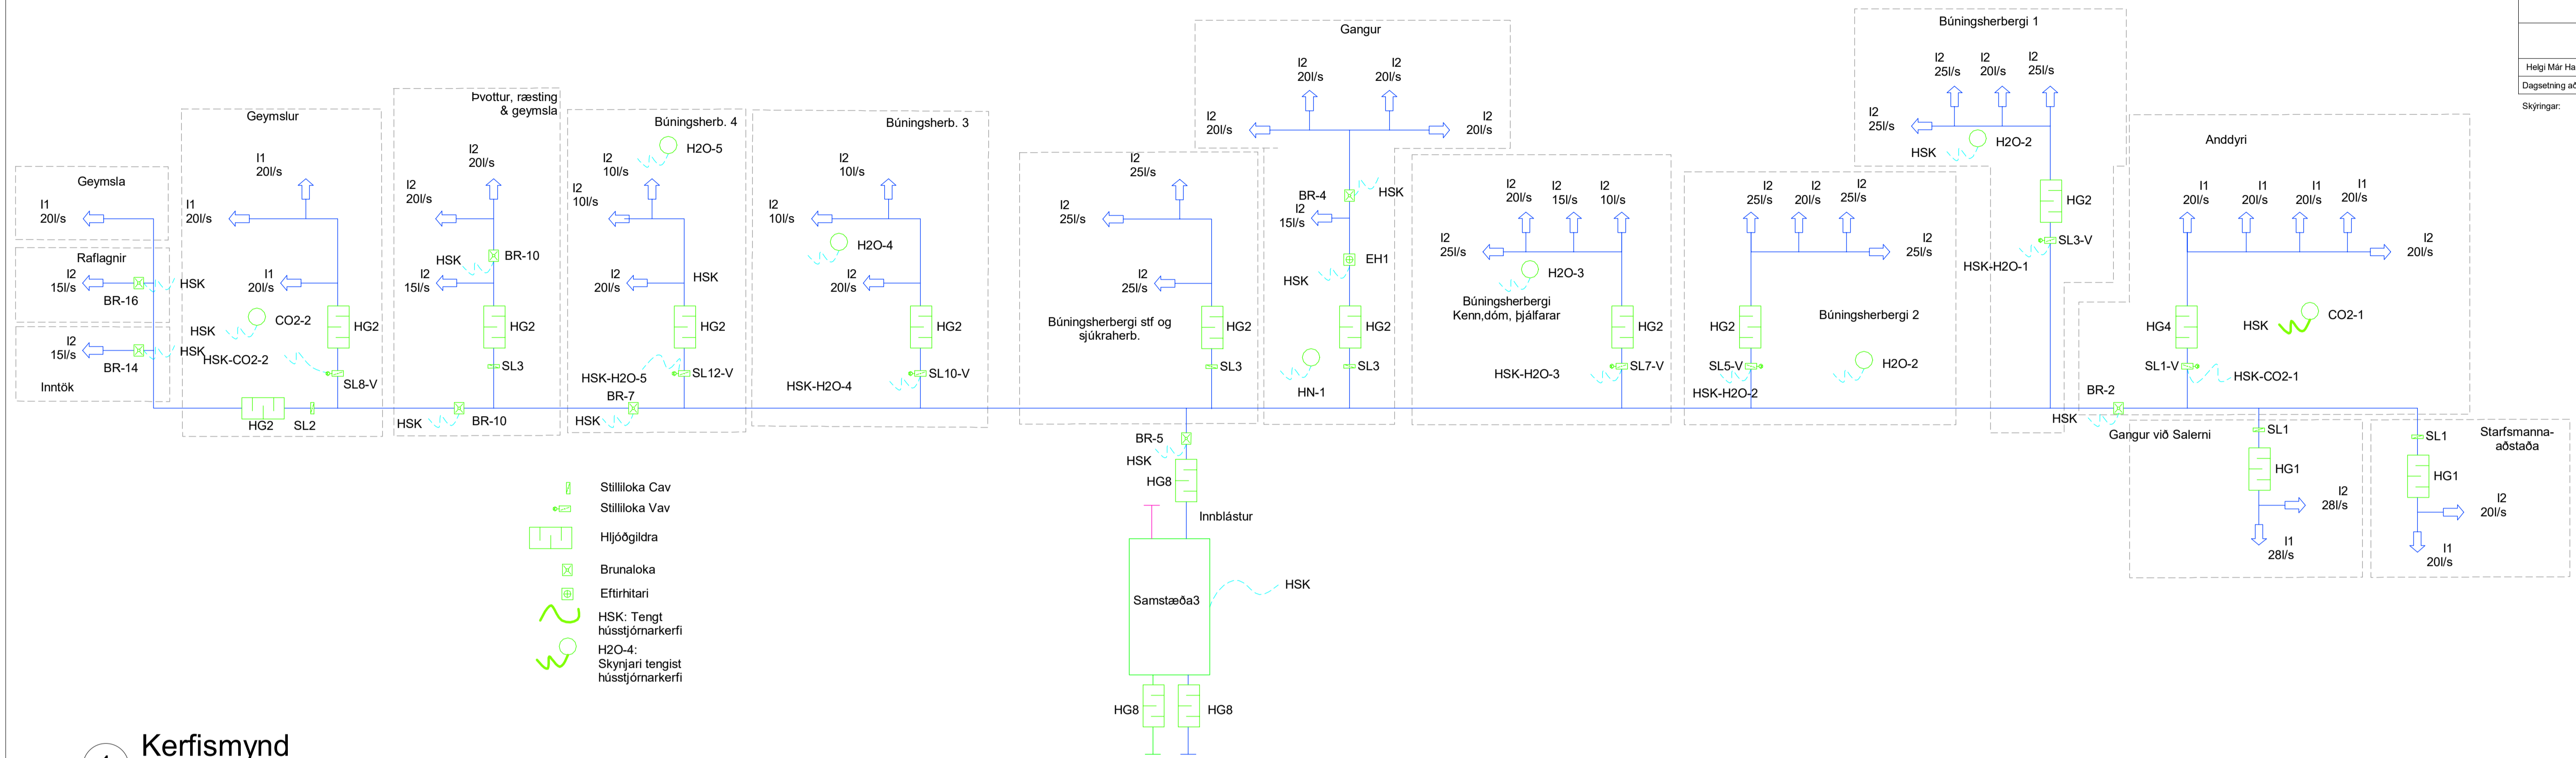 Geymsla
I1
20l/s
Raflagnir
I2
15l/s
BR-16
HSK
I2
15l/s
BR-14
HSK
Inntök
Geymslur
I1
20l/s
I1
20l/s
I1
20l/s
CO2-2
HSK
HSK-CO2-2
HG2
SL8-V
HG2
SL2
Þvottur, ræsting
& geymsla
I2
20l/s
I2
20l/s
BR-10
HSK
I2
15l/s
HG2
SL3
HSK
BR-10
Búningsherb. 4
H2O-5
I2
10l/s
I2
10l/s
I2
20l/s
HSK
HG2
HSK-H2O-5
SL12-V
BR-7
HSK
Búningsherb. 3
I2
10l/s
I2
10l/s
H2O-4
I2
20l/s
HG2
HSK-H2O-4
SL10-V
I2
25l/s
I2
25l/s
I2
25l/s
Búningsherbergi stf og
sjúkraherb.
HG2
SL3
Gangur
I2
20l/s
I2
20l/s
I2
20l/s
I2
20l/s
BR-4
HSK
I2
15l/s
EH1
HSK
HG2
SL3
HN-1
I2
20l/s
I2
15l/s
I2
10l/s
I2
25l/s
H2O-3
Búningsherbergi
Kenn,dóm, þjálfarar
HG2
HSK-H2O-3
SL7-V
I2
25l/s
I2
20l/s
I2
25l/s
I2
25l/s
HG2
Búningsherbergi 2
SL5-V
H2O-2
HSK-H2O-2
Búningsherbergi 1
I2
25l/s
I2
20l/s
I2
25l/s
I2
25l/s
H2O-2
HSK
HG2
SL3-V
HSK-H2O-1
Anddyri
I1
20l/s
I1
20l/s
I1
20l/s
I1
20l/s
I2
20l/s
HG4
HSK
CO2-1
SL1-V
HSK-CO2-1
BR-2
HSK
Gangur við Salerni
SL1
HG1
I2
28l/s
I1
28l/s
Starfsmanna-
aðstaða
SL1
HG1
I2
20l/s
I1
20l/s
BR-5
HSK
HG8
Innblástur
Samstæða3
HSK
HG8
HG8
Stilliloka Cav
Stilliloka Vav
Hljóðgildra
Brunaloka
Eftirhitari
HSK: Tengt
hússtjórnarkerfi
H2O-4:
Skynjari tengist
hússtjórnarkerfi
Kerfismynd
Helgi Már Ha
Dagsetning að
Skýringar: